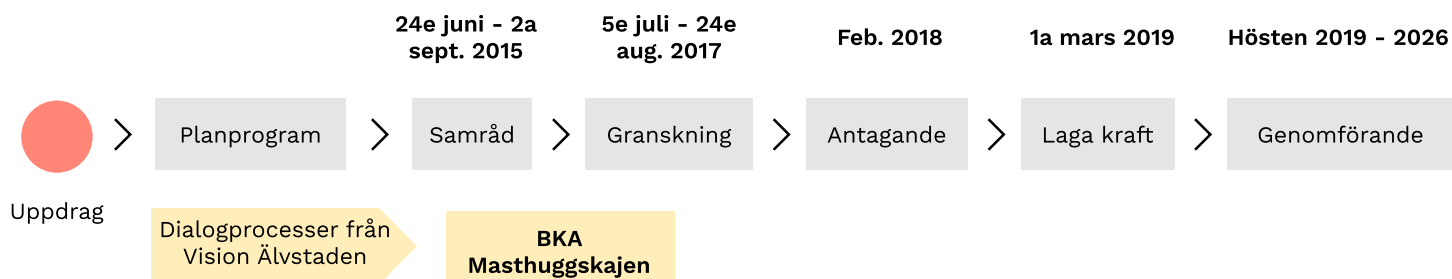 24e juni - 2a
sept. 2015
5e juli - 24e
aug. 2017
Feb. 2018
1a mars 2019
Hösten 2019 - 2026
Planprogram
Samråd
Granskning
Antagande
Laga kraft
Genomförande
Uppdrag
Dialogprocesser från
Vision Älvstaden
BKA
Masthuggskajen